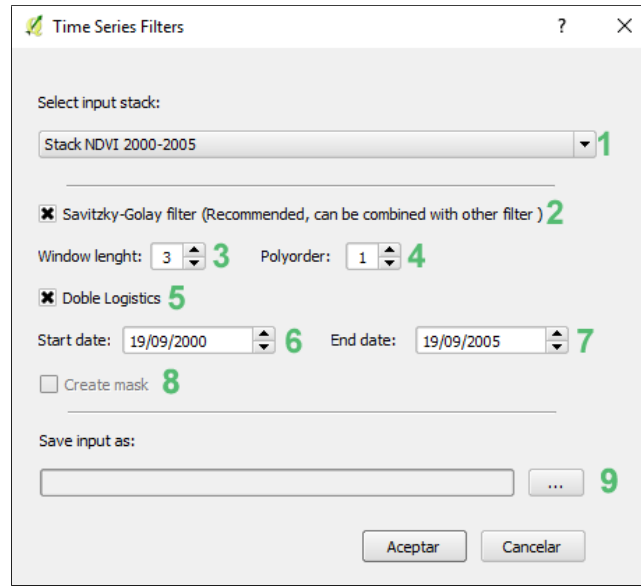 Time Series Filters ? ×
Select input stack:
Stack NDVI 2000-2005 1
Savitzky-Golay filter (Recommended, can be combined with other filter ) 2
Window lenght: 3 3 Polyorder: 1 4
Doble Logistics 5
Start date: 19/09/2000 6 End date: 19/09/2005 7
Create mask 8
Save input as:
... 9
Aceptar Cancelar